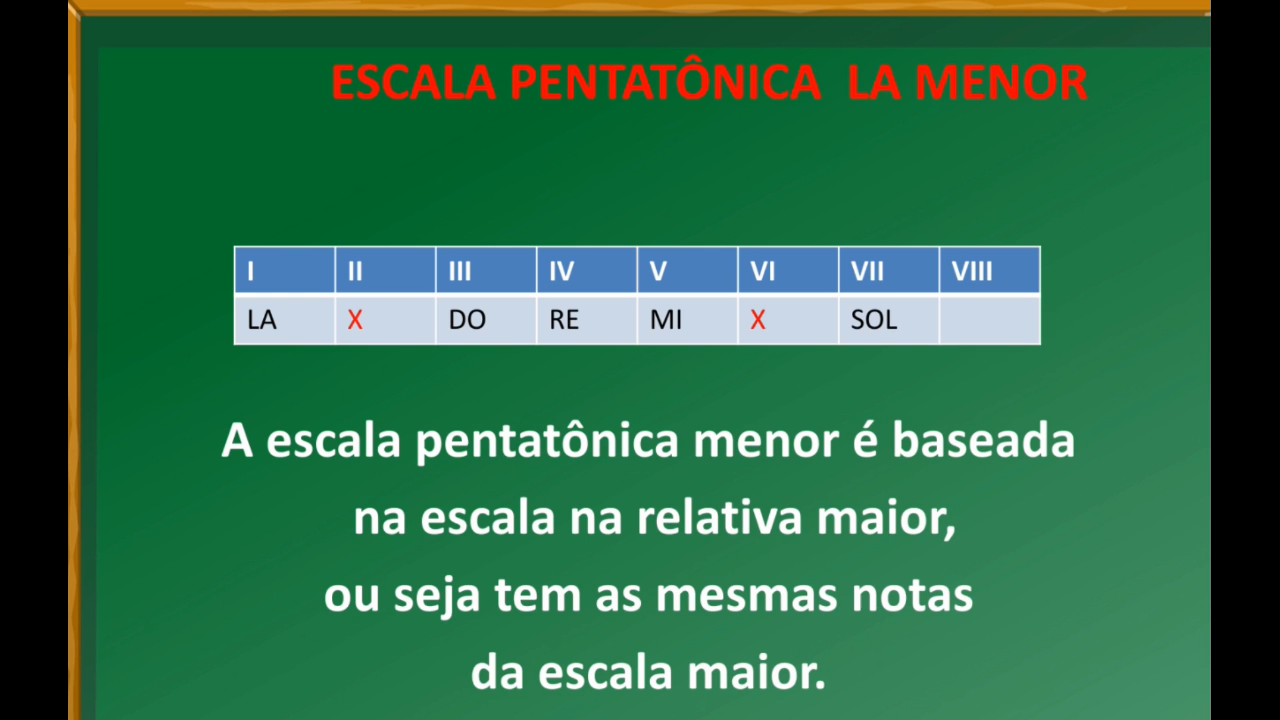 ESCALA PENTATÔNICA LA MENOR
I II III IV V VI VII VIII
LA X DO RE MI X SOL
A escala pentatônica menor é baseada
na escala na relativa maior,
ou seja tem as mesmas notas
da escala maior.